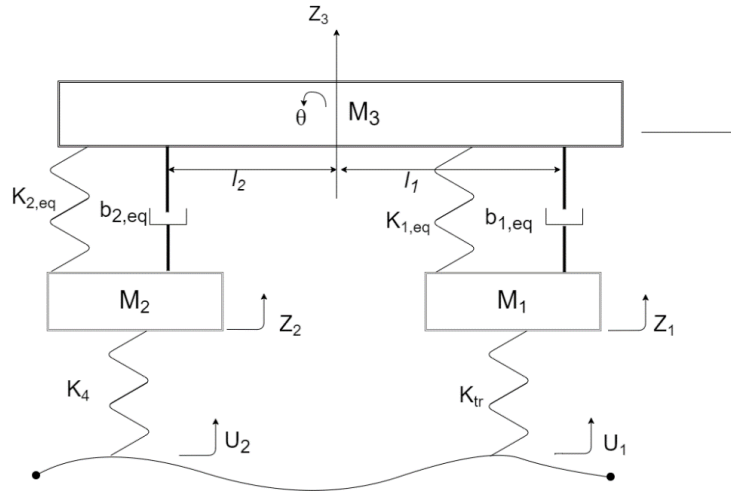 Z3
θ
M3
l2
l1
K2,eq
b2,eq
K1,eq
b1,eq
M2
M1
Z2
Z1
K4
Ktr
U2
U1